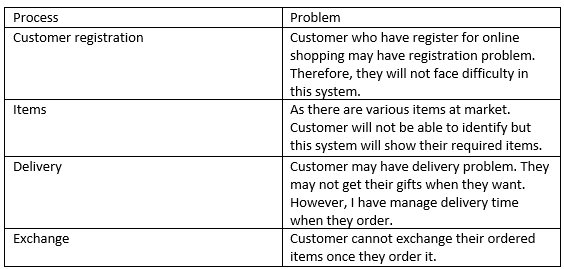 Process Problem
Customer registration Customer who have register for online
shopping may have registration problem.
Therefore, they will not face difficulty in
this system.
Items As there are various items at market.
Customer will not be able to identify but
this system will show their required items.
Delivery Customer may have delivery problem. They
may not get their gifts when they want.
However, I have manage delivery time
when they order.
Exchange Customer cannot exchange their ordered
items once they order it.